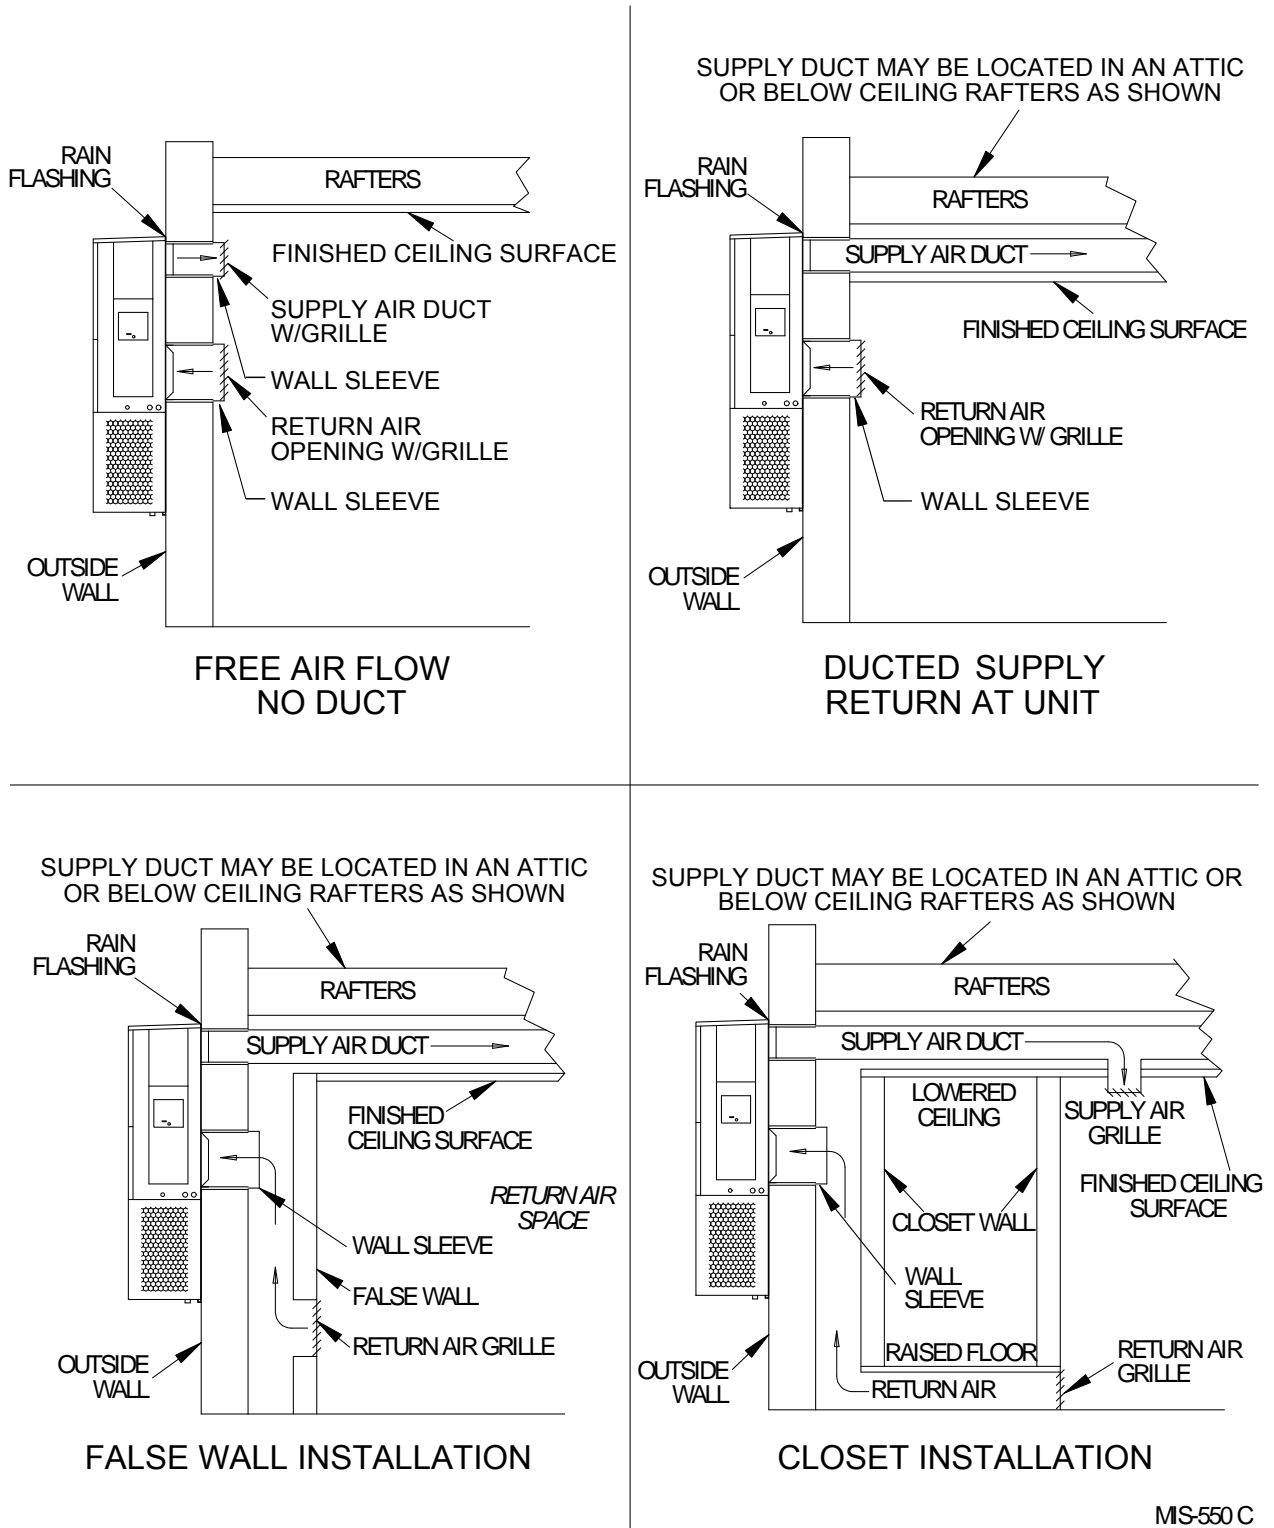 RAIN
FLASHING
RAFTERS
FINISHED CEILING SURFACE
SUPPLY AIR DUCT
W/GRILLE
WALL SLEEVE
RETURN AIR
OPENING W/GRILLE
WALL SLEEVE
OUTSIDE
WALL
FREE AIR FLOW
NO DUCT
SUPPLY DUCT MAY BE LOCATED IN AN ATTIC
OR BELOW CEILING RAFTERS AS SHOWN
RAIN
FLASHING
RAFTERS
SUPPLY AIR DUCT
FINISHED CEILING SURFACE
RETURN AIR
OPENING W/ GRILLE
WALL SLEEVE
OUTSIDE
WALL
DUCTED SUPPLY
RETURN AT UNIT
SUPPLY DUCT MAY BE LOCATED IN AN ATTIC
OR BELOW CEILING RAFTERS AS SHOWN
RAIN
FLASHING
RAFTERS
SUPPLY AIR DUCT
FINISHED
CEILING SURFACE
RETURN AIR
SPACE
WALL SLEEVE
FALSE WALL
RETURN AIR GRILLE
OUTSIDE
WALL
FALSE WALL INSTALLATION
SUPPLY DUCT MAY BE LOCATED IN AN ATTIC OR
BELOW CEILING RAFTERS AS SHOWN
RAIN
FLASHING
RAFTERS
SUPPLY AIR DUCT
LOWERED
CEILING
SUPPLY AIR
GRILLE
FINISHED CEILING
SURFACE
CLOSET WALL
WALL
SLEEVE
RAISED FLOOR
RETURN AIR
GRILLE
OUTSIDE
WALL
RETURN AIR
CLOSET INSTALLATION
MIS-550 C